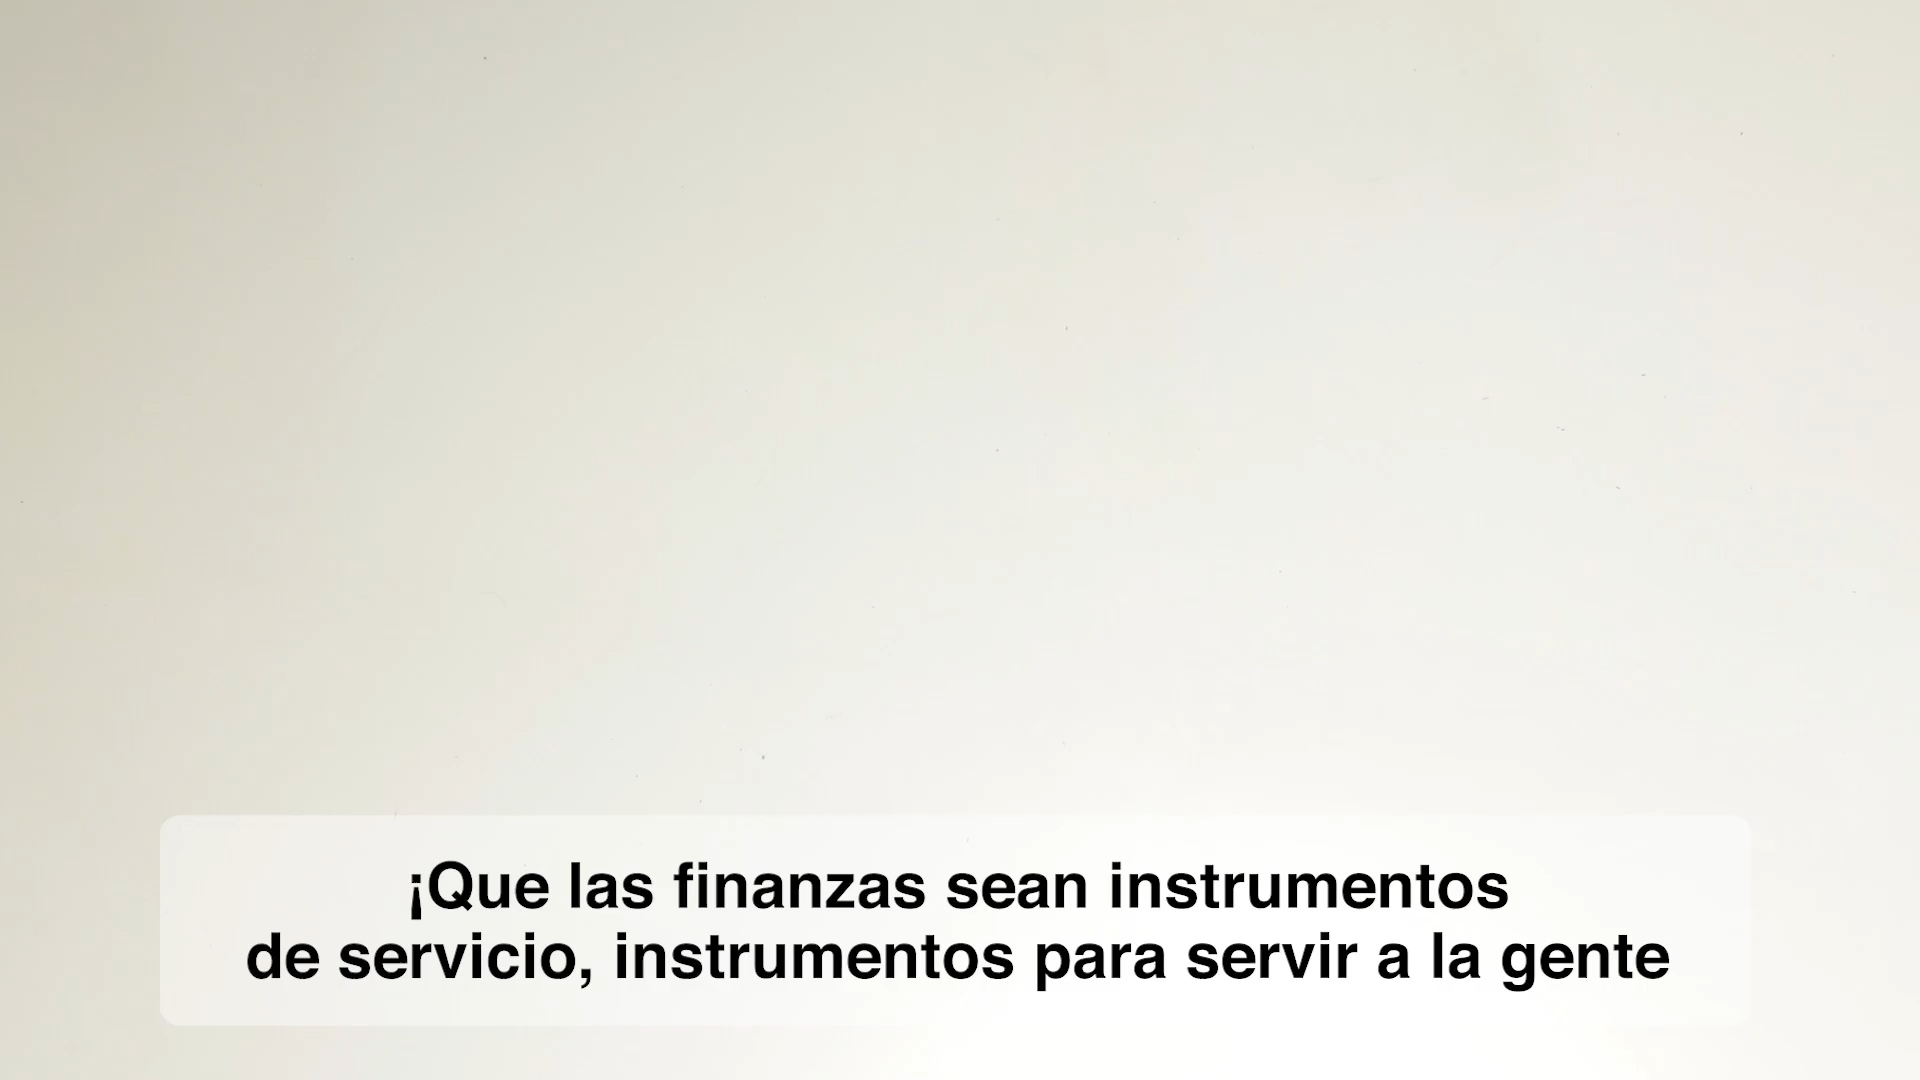 ¡Que las finanzas sean instrumentos
de servicio, instrumentos para servir a la gente